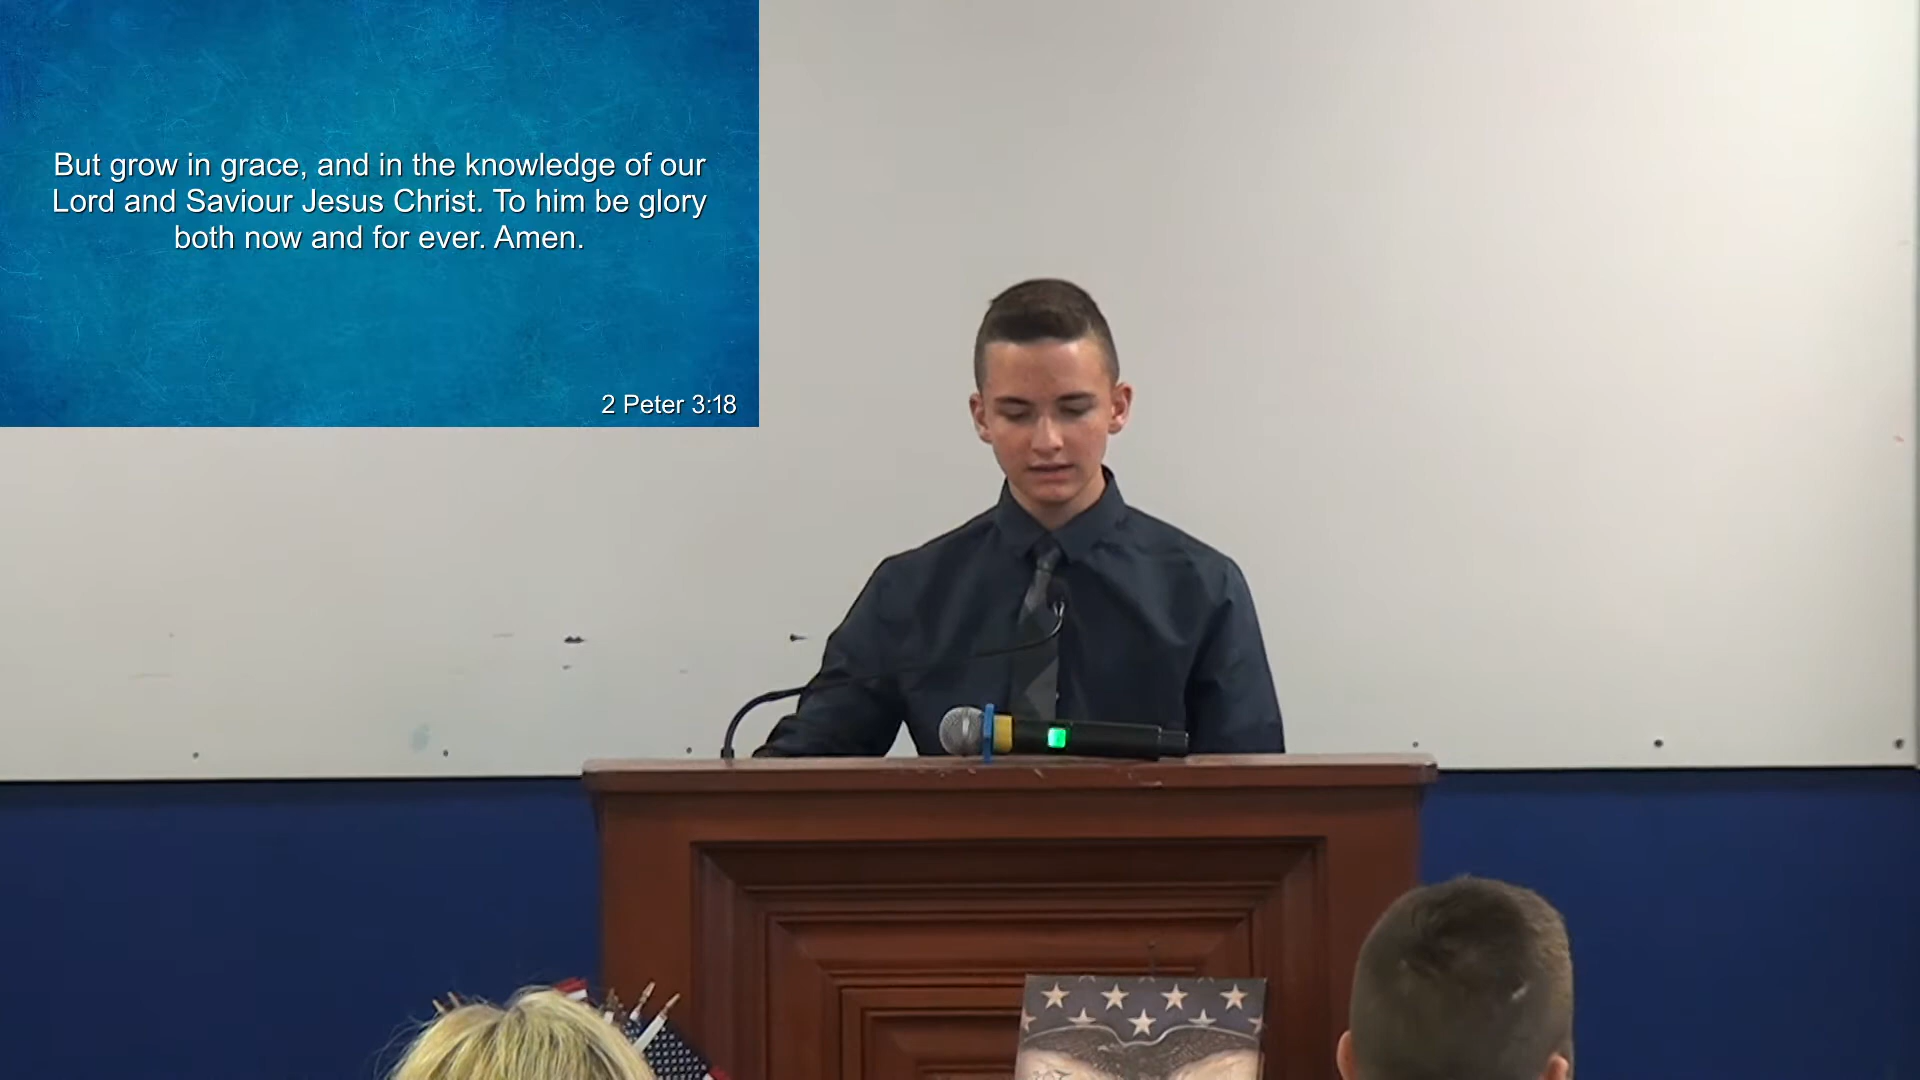 But grow in grace, and in the knowledge of our
Lord and Saviour Jesus Christ. To him be glory
both now and for ever. Amen.
2 Peter 3:18